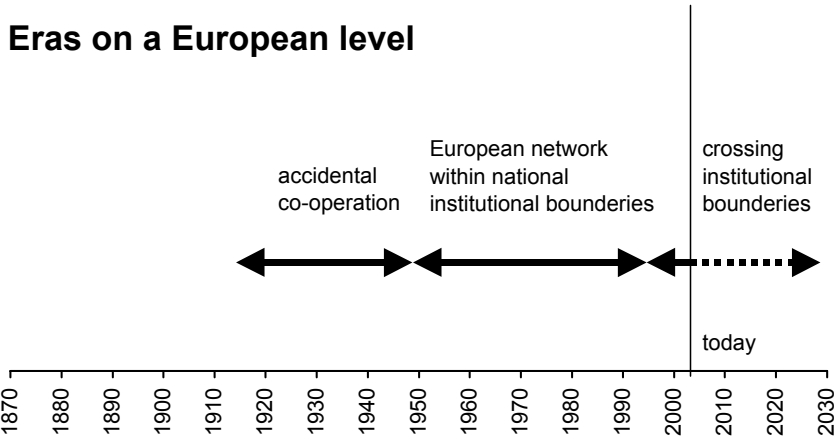 Eras on a European level
accidental
co-operation
European network
within national
institutional bounderies
crossing
institutional
bounderies
today
1870
1880
1890
1900
1910
1920
1930
1940
1950
1960
1970
1980
1990
2000
2010
2020
2030